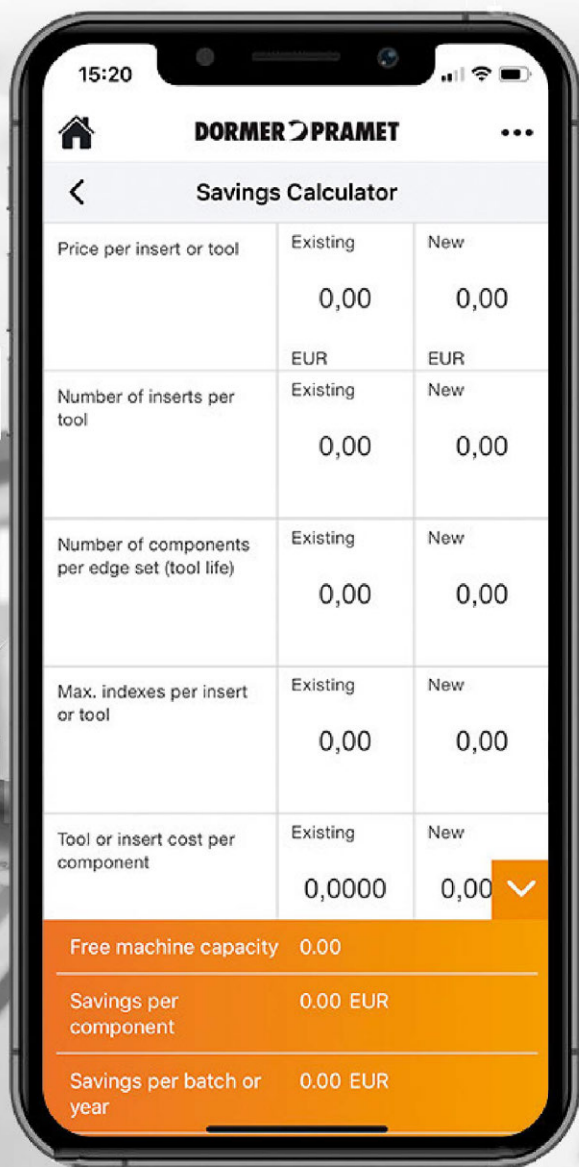 15:20
DORMER PRAMET
Savings Calculator
Price per insert or tool
Existing
New
0,00
0,00
EUR
EUR
Number of inserts per
tool
Existing
New
0,00
0,00
Number of components
per edge set (tool life)
Existing
New
0,00
0,00
Max. indexes per insert
or tool
Existing
New
0,00
0,00
Tool or insert cost per
component
Existing
New
0,0000
0,00
Free machine capacity 0.00
Savings per
component
0.00 EUR
Savings per batch or
year
0.00 EUR